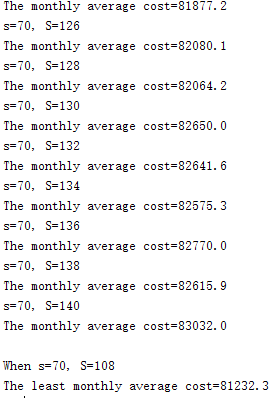 The monthly average cost=81877.2
s=70, S=126
The monthly average cost=82080.1
s=70, S=128
The monthly average cost=82064.2
s=70, S=130
The monthly average cost=82650.0
s=70, S=132
The monthly average cost=82641.6
s=70, S=134
The monthly average cost=82575.3
s=70, S=136
The monthly average cost=82770.0
s=70, S=138
The monthly average cost=82615.9
s=70, S=140
The monthly average cost=83032.0
When s=70, S=108
The least monthly average cost=81232.3